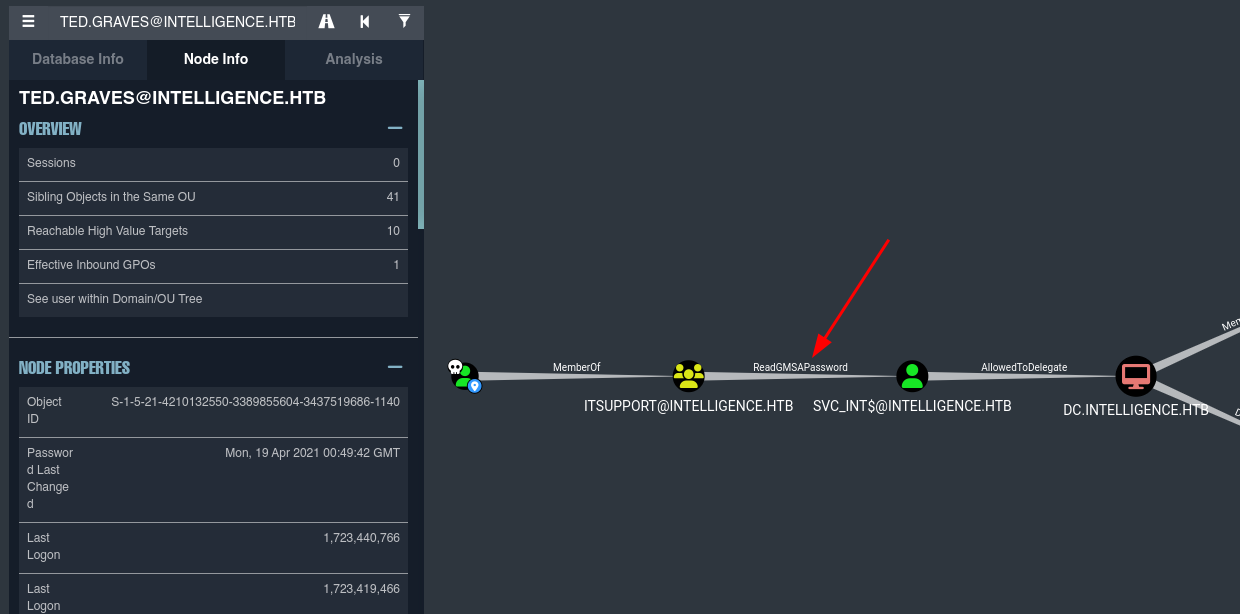 TED.GRAVES@INTELLIGENCE.HTB
Database Info Node Info Analysis
TED.GRAVES@INTELLIGENCE.HTB
OVERVIEW
Sessions 0
Sibling Objects in the Same OU 41
Reachable High Value Targets 10
Effective Inbound GPOs 1
See user within Domain/OU Tree
NODE PROPERTIES
Object S-1-5-21-4210132550-3389855604-3437519686-1140
ID
Passwor Mon, 19 Apr 2021 00:49:42 GMT
d Last
Change
d
Last 1,723,440,766
Logon
Last 1,723,419,466
Logon
MemberOf ReadGMSAPassword AllowedToDelegate
ITSUPPORT@INTELLIGENCE.HTB SVC_INT$@INTELLIGENCE.HTB DC.INTELLIGENCE.HTB